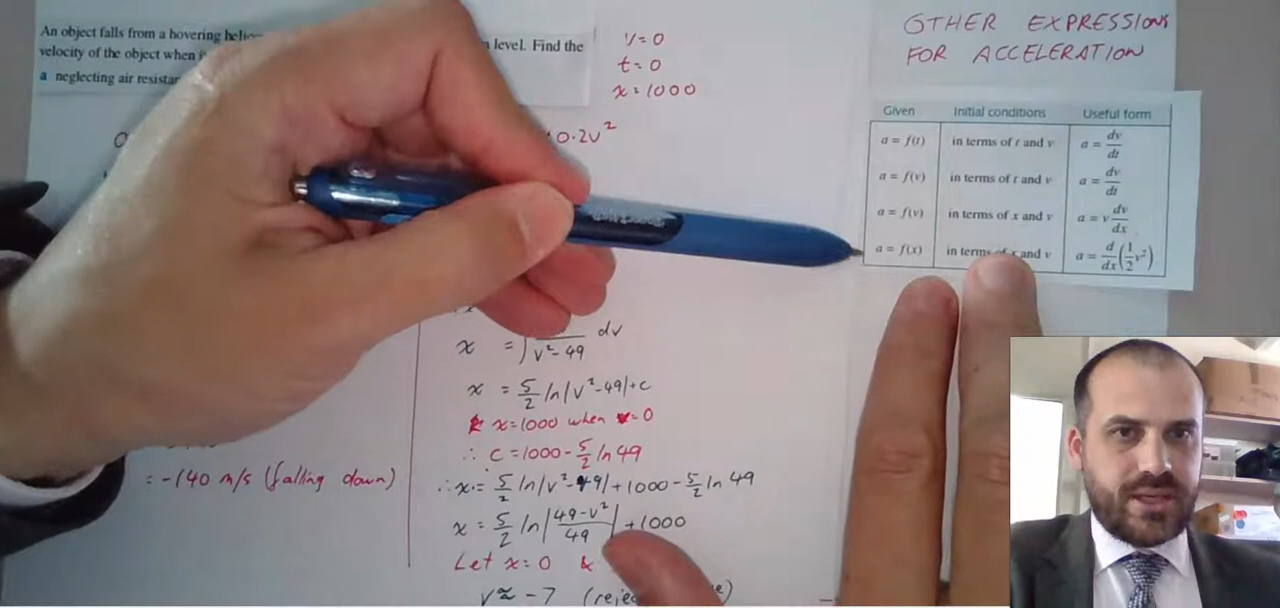 An object falls from a hovering
level. Find the
velocity of the object when
a neglecting air
v=0
t=0
x=1000
0.2v²
OTHER EXPRESSIONS
FOR ACCELERATION
Given Initial conditions Useful form
a = f(t) in terms of t and v a = dv/dt
a = f(v) in terms of t and v a = dv/dt
a = f(v) in terms of x and v a = v dv/dx
a = f(x) in terms of x and v a = d/dx(½v²)
x = ∫ /v²-49 dv
x = 5/2 ln|v²-49|+c
x=1000 when v=0
∴ c=1000-5/2 ln 49
∴ x = 5/2 ln|v²-49|+1000-5/2 ln 49
x = 5/2 ln|49-v²/49|+1000
Let x=0 &
v≈-7
= -140 m/s (falling down)